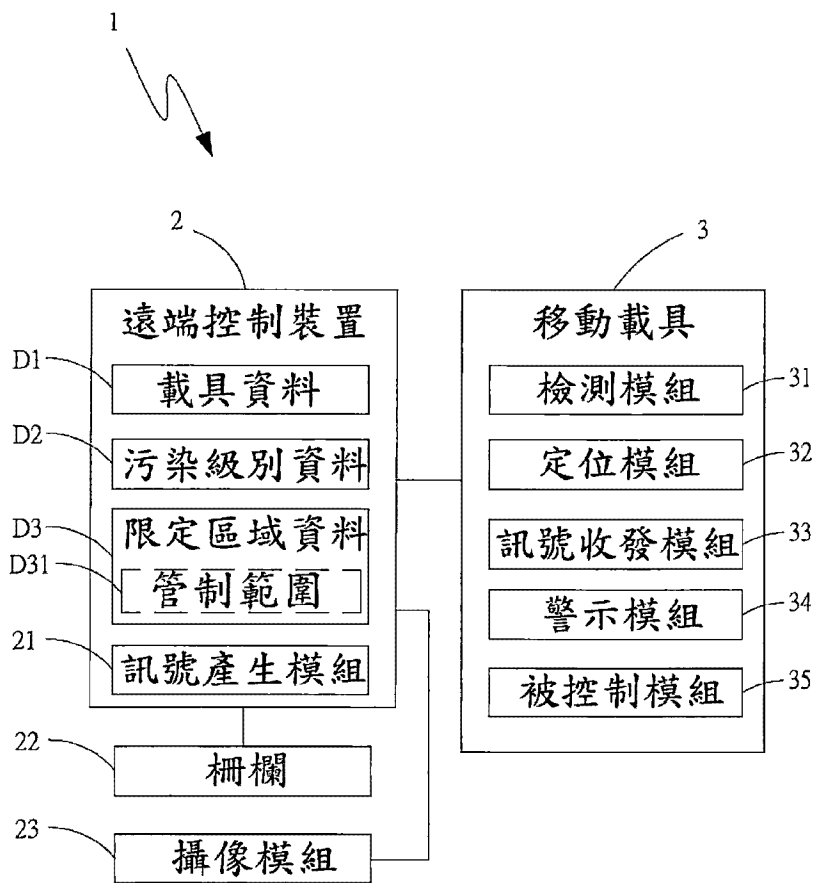 1
2
遠端控制裝置
D1
載具資料
D2
污染級別資料
D3
限定區域資料
D31
管制範圍
21
訊號產生模組
22
柵欄
23
攝像模組
3
移動載具
檢測模組
31
定位模組
32
訊號收發模組
33
警示模組
34
被控制模組
35